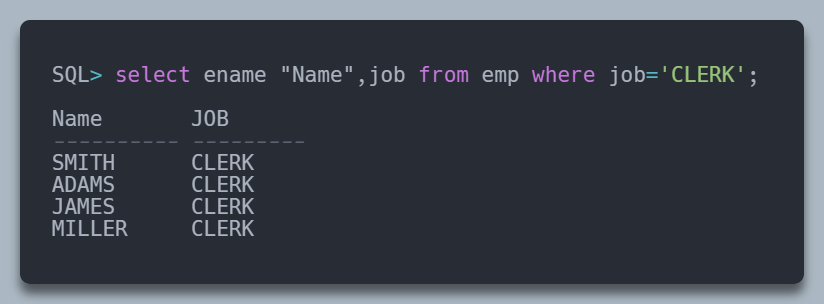 SQL> select ename "Name",job from emp where job='CLERK';
Name       JOB
---------- ---------
SMITH      CLERK
ADAMS      CLERK
JAMES      CLERK
MILLER     CLERK